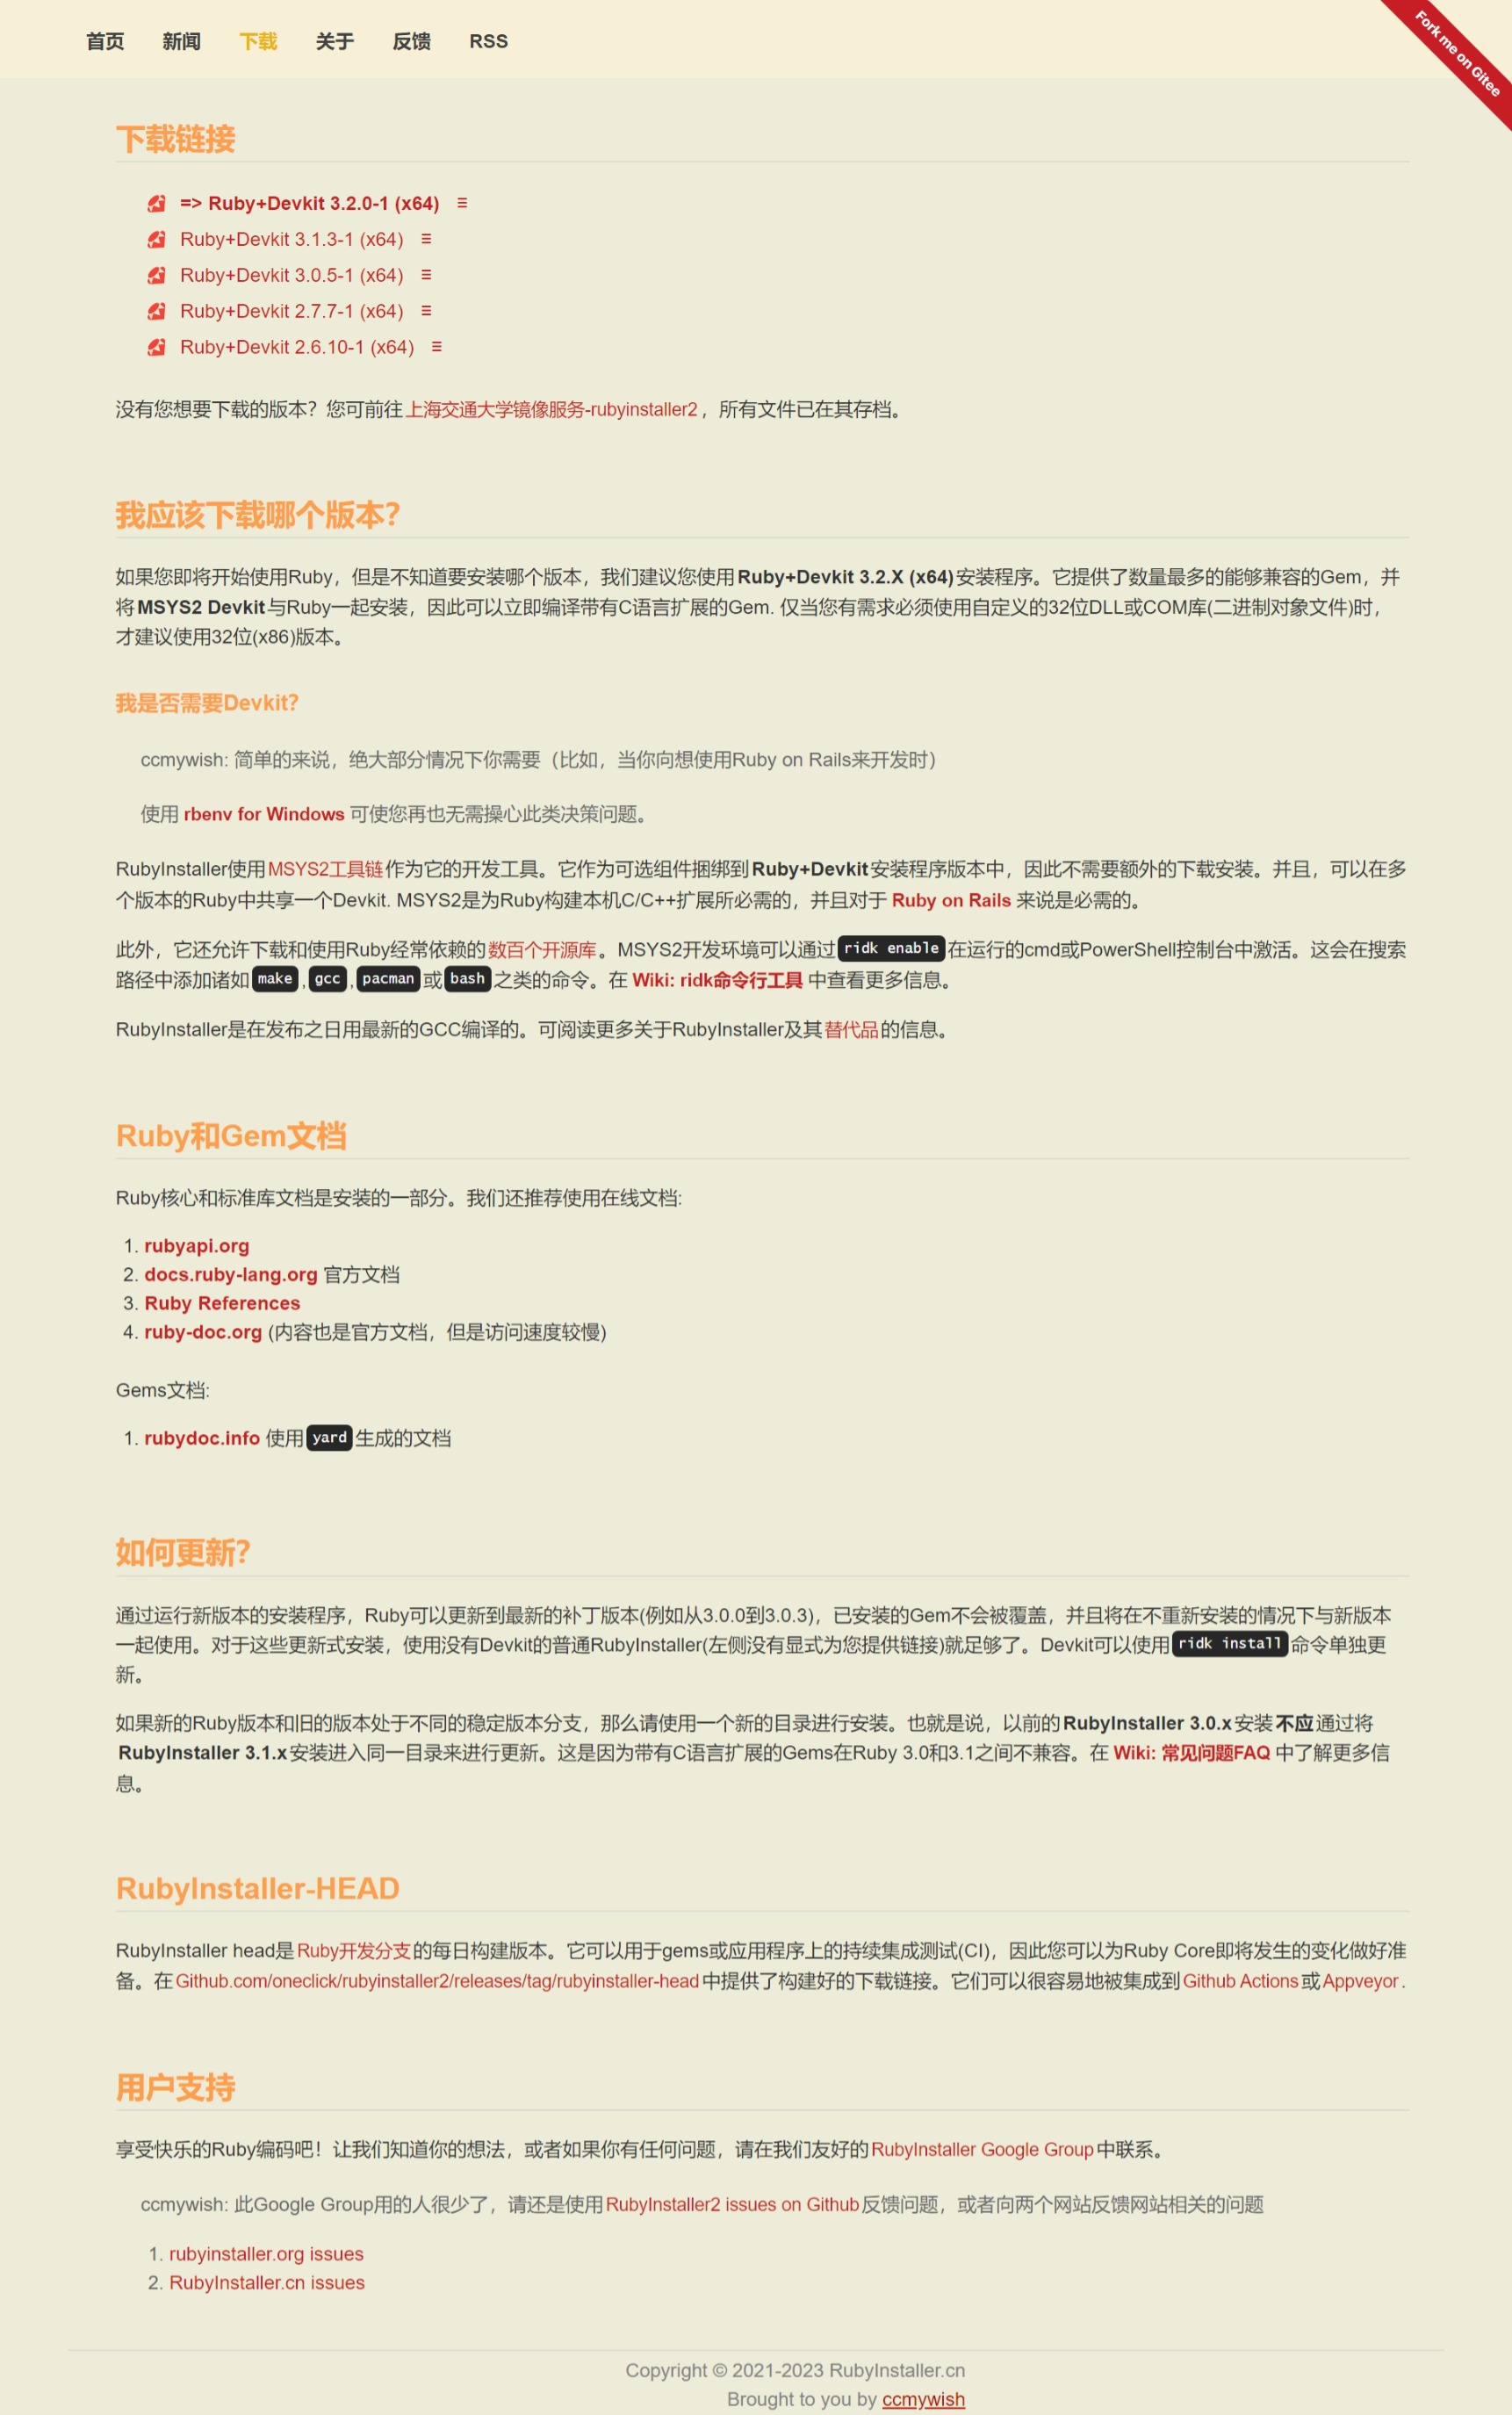 首页 新闻 下载 关于 反馈 RSS
Fork me on Gitee
下载链接
=> Ruby+Devkit 3.2.0-1 (x64) ≡
Ruby+Devkit 3.1.3-1 (x64) ≡
Ruby+Devkit 3.0.5-1 (x64) ≡
Ruby+Devkit 2.7.7-1 (x64) ≡
Ruby+Devkit 2.6.10-1 (x64) ≡
没有您想要下载的版本？您可前往上海交通大学镜像服务-rubyinstaller2，所有文件已在其存档。
我应该下载哪个版本?
如果您即将开始使用Ruby，但是不知道要安装哪个版本，我们建议您使用Ruby+Devkit 3.2.X (x64)安装程序。它提供了数量最多的能够兼容的Gem，并
将MSYS2 Devkit与Ruby一起安装，因此可以立即编译带有C语言扩展的Gem. 仅当您有需求必须使用自定义的32位DLL或COM库(二进制对象文件)时，
才建议使用32位(x86)版本。
我是否需要Devkit?
ccmywish: 简单的来说，绝大部分情况下你需要（比如，当你向想使用Ruby on Rails来开发时）
使用 rbenv for Windows 可使您再也无需操心此类决策问题。
RubyInstaller使用MSYS2工具链作为它的开发工具。它作为可选组件捆绑到Ruby+Devkit安装程序版本中，因此不需要额外的下载安装。并且，可以在多
个版本的Ruby中共享一个Devkit. MSYS2是为Ruby构建本机C/C++扩展所必需的，并且对于 Ruby on Rails 来说是必需的。
此外，它还允许下载和使用Ruby经常依赖的数百个开源库。MSYS2开发环境可以通过 ridk enable 在运行的cmd或PowerShell控制台中激活。这会在搜索
路径中添加诸如 make , gcc , pacman 或 bash 之类的命令。在 Wiki: ridk命令行工具 中查看更多信息。
RubyInstaller是在发布之日用最新的GCC编译的。可阅读更多关于RubyInstaller及其替代品的信息。
Ruby和Gem文档
Ruby核心和标准库文档是安装的一部分。我们还推荐使用在线文档:
1. rubyapi.org
2. docs.ruby-lang.org 官方文档
3. Ruby References
4. ruby-doc.org (内容也是官方文档，但是访问速度较慢)
Gems文档:
1. rubydoc.info 使用 yard 生成的文档
如何更新?
通过运行新版本的安装程序，Ruby可以更新到最新的补丁版本(例如从3.0.0到3.0.3)，已安装的Gem不会被覆盖，并且将在不重新安装的情况下与新版本
一起使用。对于这些更新式安装，使用没有Devkit的普通RubyInstaller(左侧没有显式为您提供链接)就足够了。Devkit可以使用 ridk install 命令单独更
新。
如果新的Ruby版本和旧的版本处于不同的稳定版本分支，那么请使用一个新的目录进行安装。也就是说，以前的RubyInstaller 3.0.x安装不应通过将
RubyInstaller 3.1.x安装进入同一目录来进行更新。这是因为带有C语言扩展的Gems在Ruby 3.0和3.1之间不兼容。在 Wiki: 常见问题FAQ 中了解更多信
息。
RubyInstaller-HEAD
RubyInstaller head是Ruby开发分支的每日构建版本。它可以用于gems或应用程序上的持续集成测试(CI)，因此您可以为Ruby Core即将发生的变化做好准
备。在Github.com/oneclick/rubyinstaller2/releases/tag/rubyinstaller-head中提供了构建好的下载链接。它们可以很容易地被集成到Github Actions或Appveyor.
用户支持
享受快乐的Ruby编码吧！让我们知道你的想法，或者如果你有任何问题，请在我们友好的RubyInstaller Google Group中联系。
ccmywish: 此Google Group用的人很少了，请还是使用RubyInstaller2 issues on Github反馈问题，或者向两个网站反馈网站相关的问题
1. rubyinstaller.org issues
2. RubyInstaller.cn issues
Copyright © 2021-2023 RubyInstaller.cn
Brought to you by ccmywish